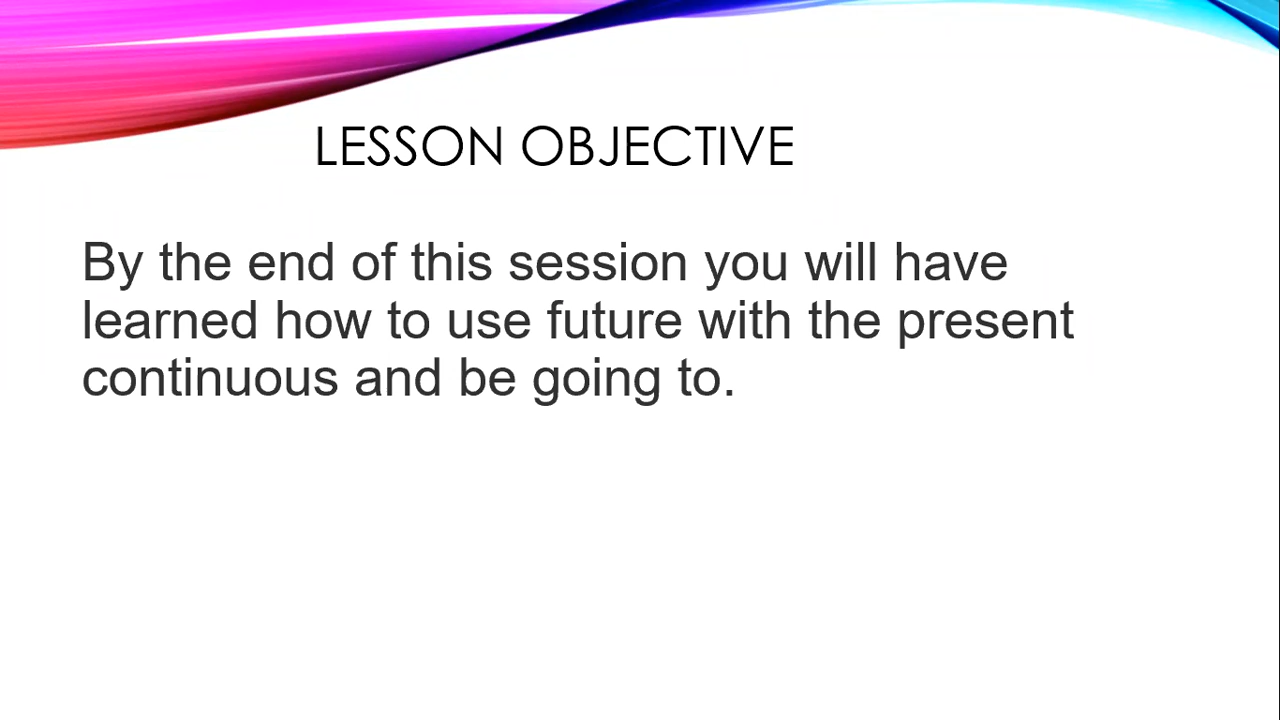 LESSON OBJECTIVE
By the end of this session you will have
learned how to use future with the present
continuous and be going to.